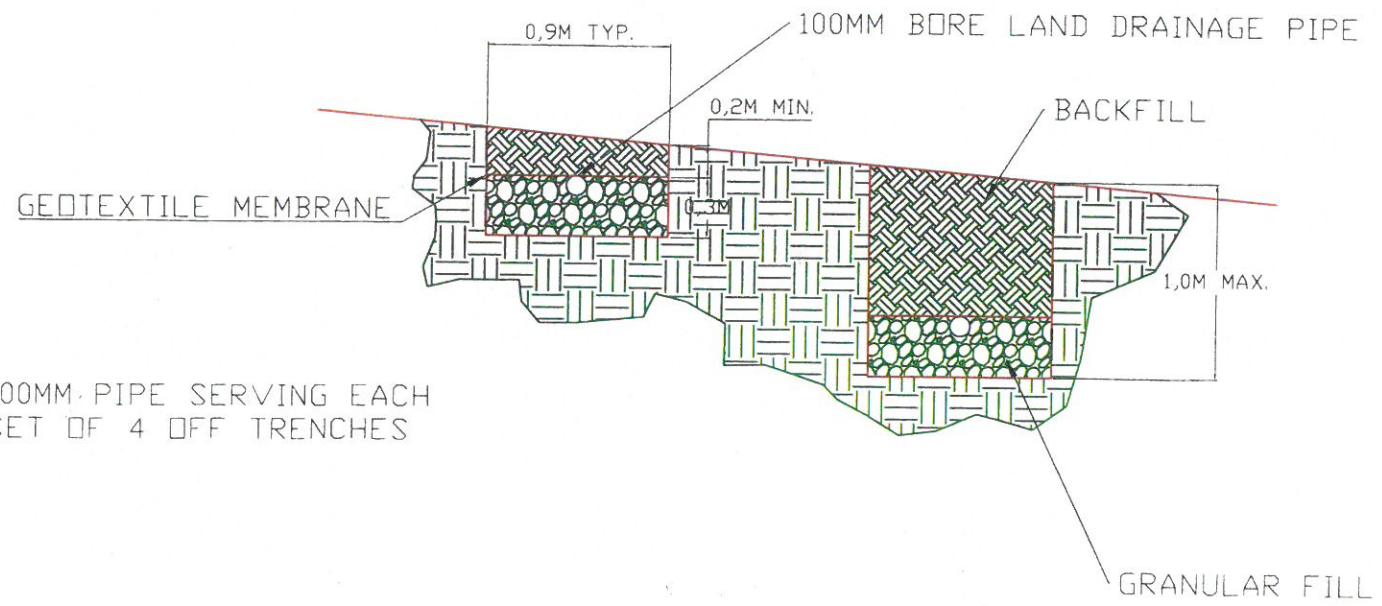 0,9M TYP.
100MM BORE LAND DRAINAGE PIPE
0,2M MIN.
BACKFILL
GEOTEXTILE MEMBRANE
0,3M
1,0M MAX.
00MM PIPE SERVING EACH
SET OF 4 OFF TRENCHES
GRANULAR FILL